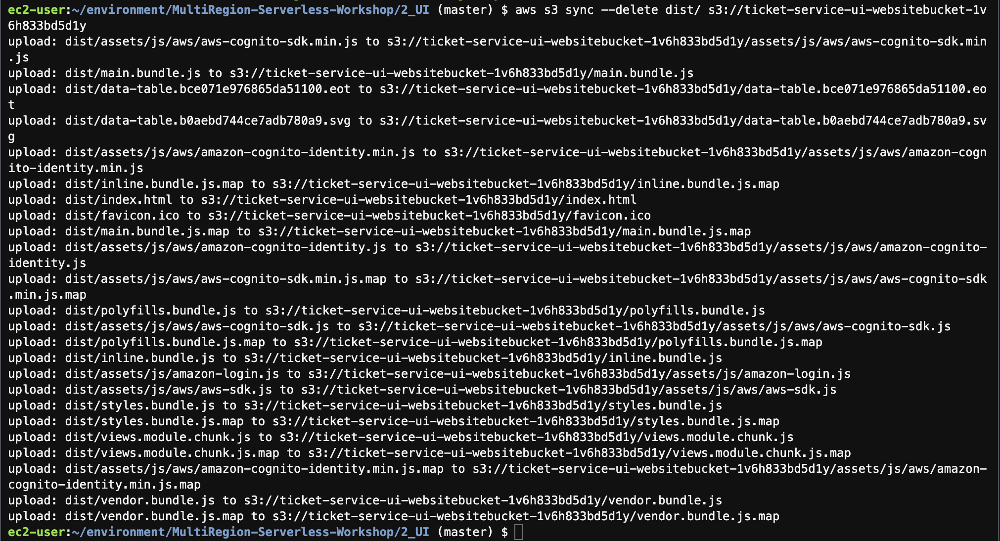 ec2-user:~/environment/MultiRegion-Serverless-Workshop/2_UI (master) $ aws s3 sync --delete dist/ s3://ticket-service-ui-websitebucket-1v
6h833bd5d1y
upload: dist/assets/js/aws/aws-cognito-sdk.min.js to s3://ticket-service-ui-websitebucket-1v6h833bd5d1y/assets/js/aws/aws-cognito-sdk.min
.js
upload: dist/main.bundle.js to s3://ticket-service-ui-websitebucket-1v6h833bd5d1y/main.bundle.js
upload: dist/data-table.bce071e976865da51100.eot to s3://ticket-service-ui-websitebucket-1v6h833bd5d1y/data-table.bce071e976865da51100.eo
t
upload: dist/data-table.b0aebd744ce7adb780a9.svg to s3://ticket-service-ui-websitebucket-1v6h833bd5d1y/data-table.b0aebd744ce7adb780a9.sv
g
upload: dist/assets/js/aws/amazon-cognito-identity.min.js to s3://ticket-service-ui-websitebucket-1v6h833bd5d1y/assets/js/aws/amazon-cogn
ito-identity.min.js
upload: dist/inline.bundle.js.map to s3://ticket-service-ui-websitebucket-1v6h833bd5d1y/inline.bundle.js.map
upload: dist/index.html to s3://ticket-service-ui-websitebucket-1v6h833bd5d1y/index.html
upload: dist/favicon.ico to s3://ticket-service-ui-websitebucket-1v6h833bd5d1y/favicon.ico
upload: dist/main.bundle.js.map to s3://ticket-service-ui-websitebucket-1v6h833bd5d1y/main.bundle.js.map
upload: dist/assets/js/aws/amazon-cognito-identity.js to s3://ticket-service-ui-websitebucket-1v6h833bd5d1y/assets/js/aws/amazon-cognito-
identity.js
upload: dist/assets/js/aws/aws-cognito-sdk.min.js.map to s3://ticket-service-ui-websitebucket-1v6h833bd5d1y/assets/js/aws/aws-cognito-sdk
.min.js.map
upload: dist/polyfills.bundle.js to s3://ticket-service-ui-websitebucket-1v6h833bd5d1y/polyfills.bundle.js
upload: dist/assets/js/aws/aws-cognito-sdk.js to s3://ticket-service-ui-websitebucket-1v6h833bd5d1y/assets/js/aws/aws-cognito-sdk.js
upload: dist/polyfills.bundle.js.map to s3://ticket-service-ui-websitebucket-1v6h833bd5d1y/polyfills.bundle.js.map
upload: dist/inline.bundle.js to s3://ticket-service-ui-websitebucket-1v6h833bd5d1y/inline.bundle.js
upload: dist/assets/js/amazon-login.js to s3://ticket-service-ui-websitebucket-1v6h833bd5d1y/assets/js/amazon-login.js
upload: dist/assets/js/aws/aws-sdk.js to s3://ticket-service-ui-websitebucket-1v6h833bd5d1y/assets/js/aws/aws-sdk.js
upload: dist/styles.bundle.js to s3://ticket-service-ui-websitebucket-1v6h833bd5d1y/styles.bundle.js
upload: dist/styles.bundle.js.map to s3://ticket-service-ui-websitebucket-1v6h833bd5d1y/styles.bundle.js.map
upload: dist/views.module.chunk.js to s3://ticket-service-ui-websitebucket-1v6h833bd5d1y/views.module.chunk.js
upload: dist/views.module.chunk.js.map to s3://ticket-service-ui-websitebucket-1v6h833bd5d1y/views.module.chunk.js.map
upload: dist/assets/js/aws/amazon-cognito-identity.min.js.map to s3://ticket-service-ui-websitebucket-1v6h833bd5d1y/assets/js/aws/amazon-
cognito-identity.min.js.map
upload: dist/vendor.bundle.js to s3://ticket-service-ui-websitebucket-1v6h833bd5d1y/vendor.bundle.js
upload: dist/vendor.bundle.js.map to s3://ticket-service-ui-websitebucket-1v6h833bd5d1y/vendor.bundle.js.map
ec2-user:~/environment/MultiRegion-Serverless-Workshop/2_UI (master) $